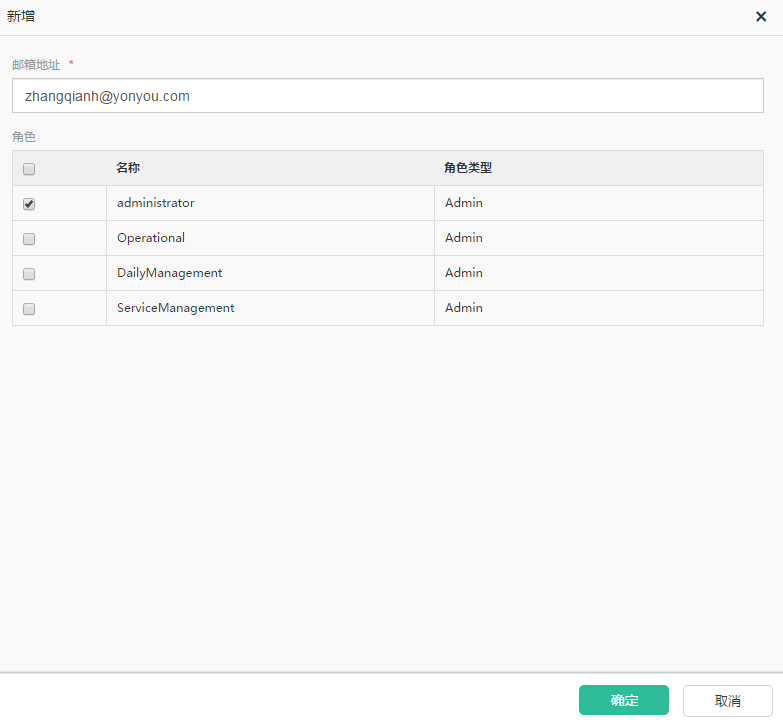 新增
邮箱地址 *
zhangqianh@yonyou.com
角色
名称 角色类型
administrator Admin
Operational Admin
DailyManagement Admin
ServiceManagement Admin
确定 取消